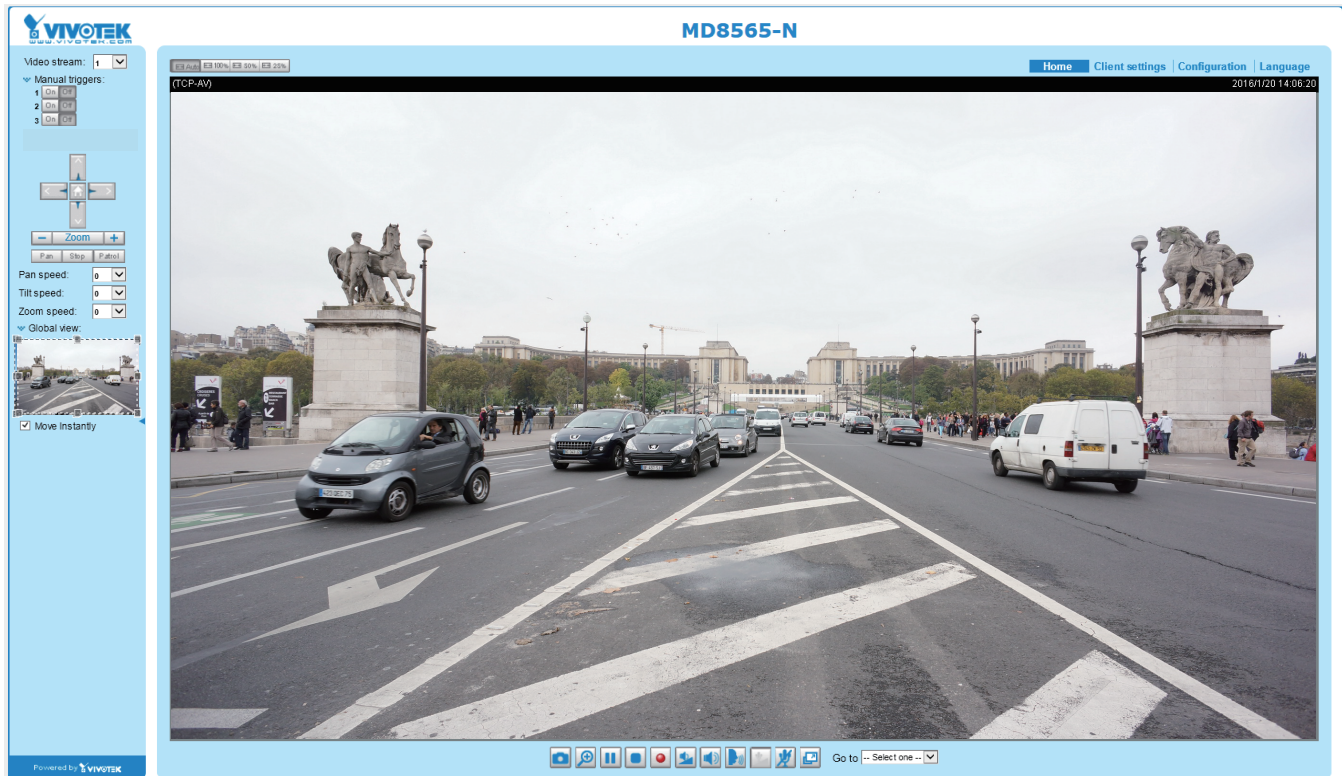 VIVOTEK
www.vivotek.com
MD8565-N
Video stream: 1
Manual triggers:
1 On Off
2 On Off
3 On Off
Zoom
Pan Stop Patrol
Pan speed: 0
Tilt speed: 0
Zoom speed: 0
Global view:
Move Instantly
Powered by VIVOTEK
Auto 100% 50% 25%
Home Client settings Configuration Language
(TCP-AV) 2016/1/20 14:06:20
Go to -- Select one --